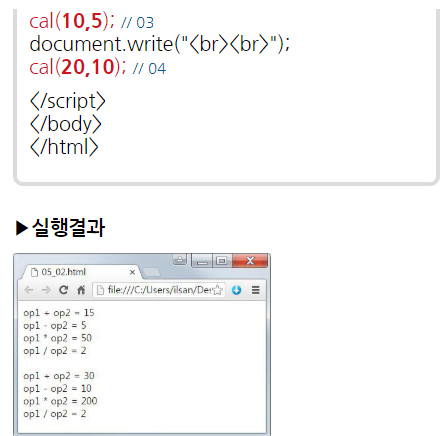 cal(10,5); // 03
document.write("<br><br>");
cal(20,10); // 04
</script>
</body>
</html>
▶실행결과
05_02.html
file:///C:/Users/ilsan/De
op1 + op2 = 15
op1 - op2 = 5
op1 * op2 = 50
op1 / op2 = 2
op1 + op2 = 30
op1 - op2 = 10
op1 * op2 = 200
op1 / op2 = 2